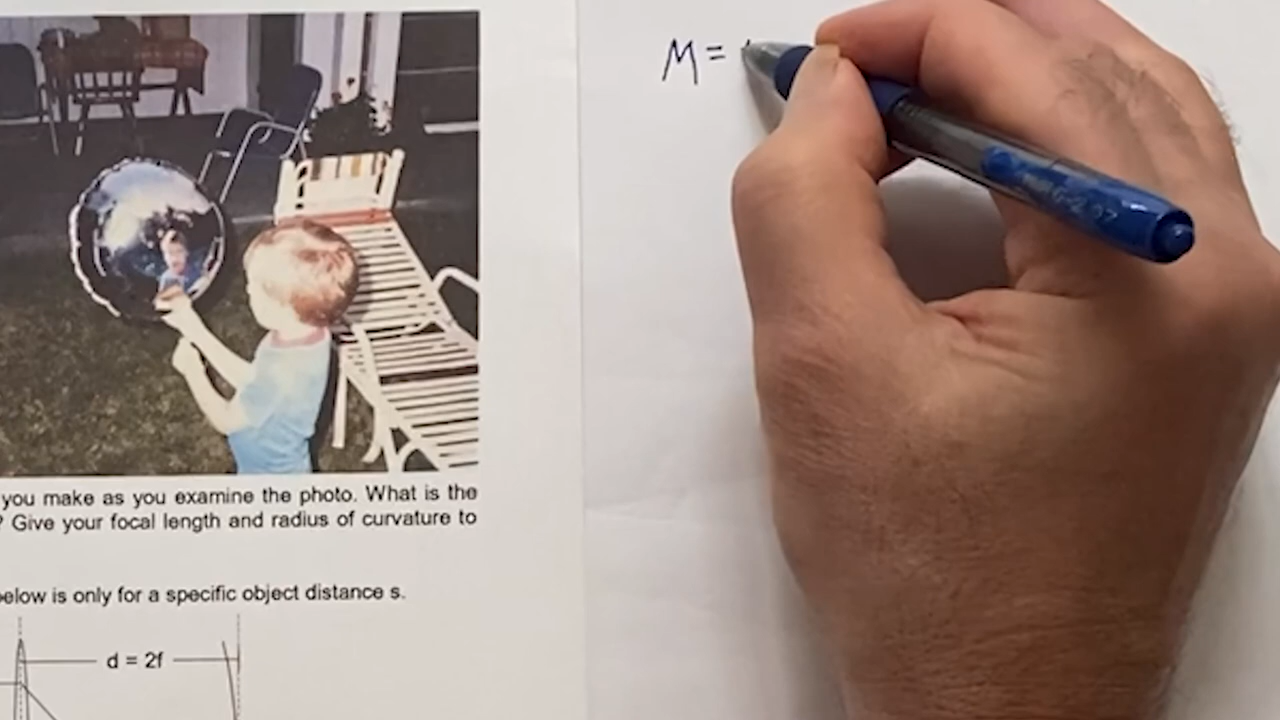 M =
you make as you examine the photo. What is the
? Give your focal length and radius of curvature to
below is only for a specific object distance s.
d = 2f